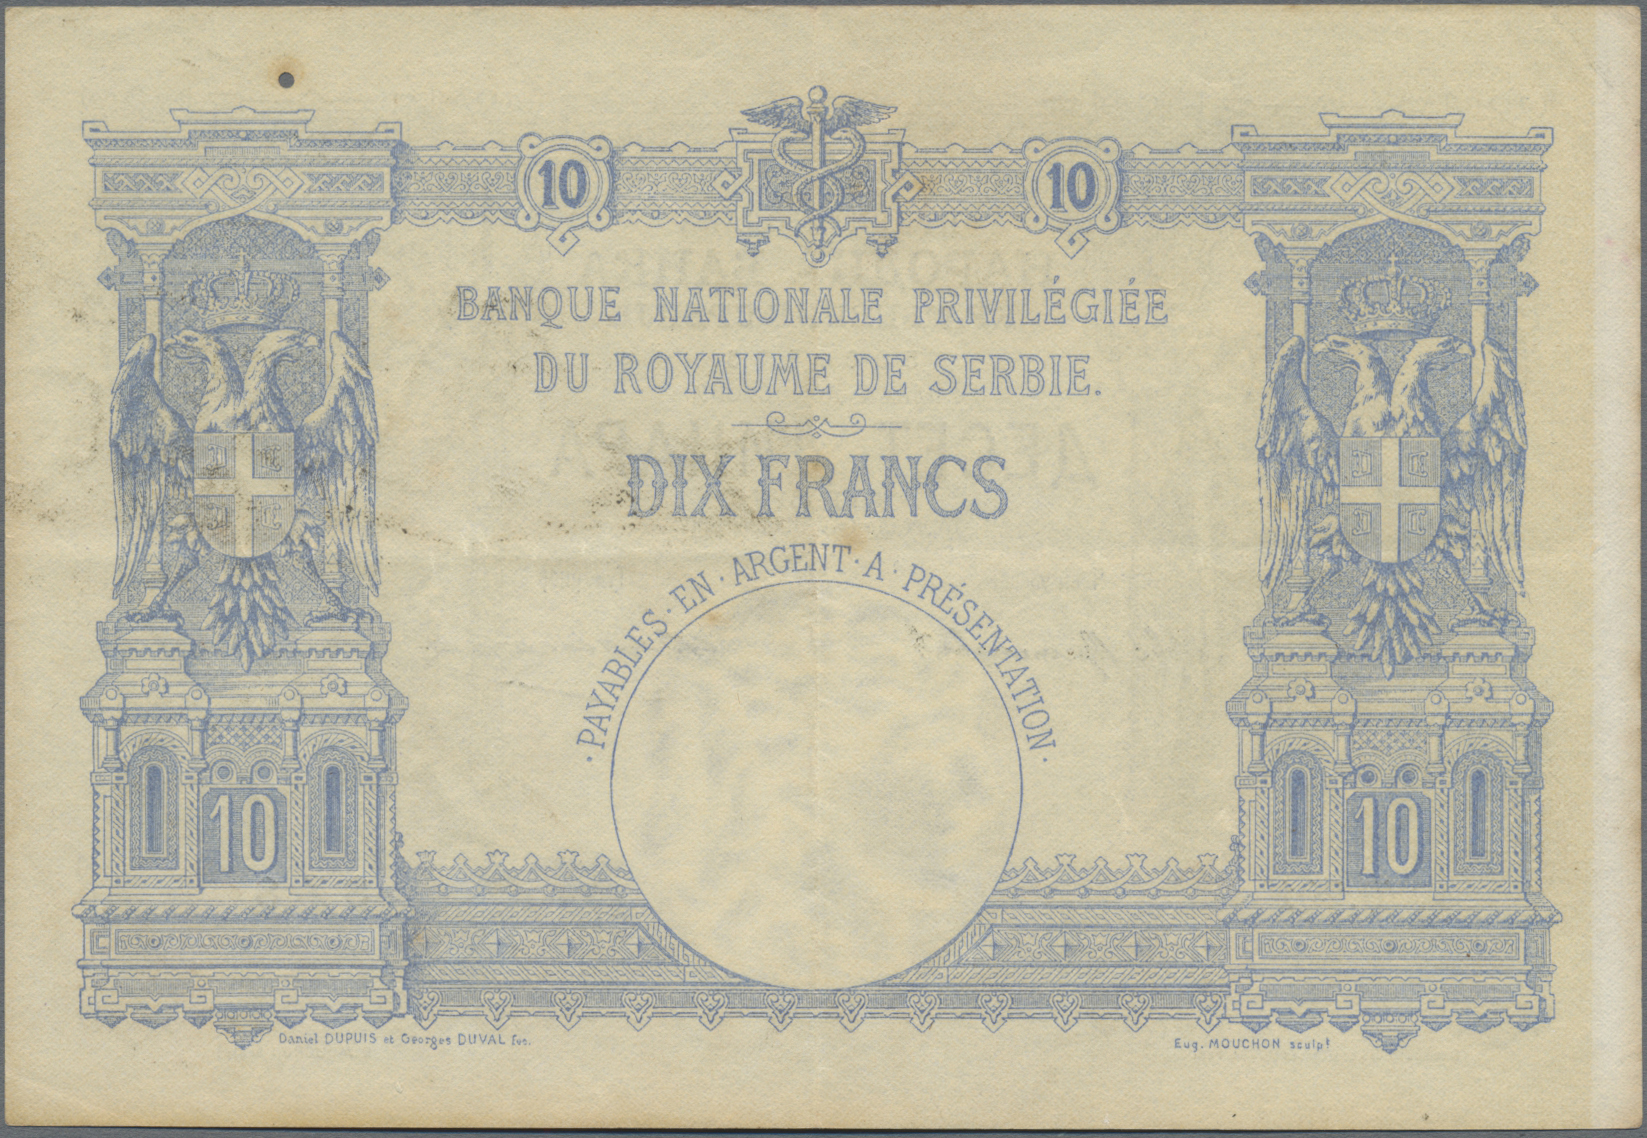 10 10
BANQUE NATIONALE PRIVILÉGIÉE
DU ROYAUME DE SERBIE.
DIX FRANCS
· PAYABLES · EN · ARGENT · A · PRÉSENTATION ·
10 10
Daniel DUPUIS et Georges DUVAL fec.
Eug. MOUCHON sculpt